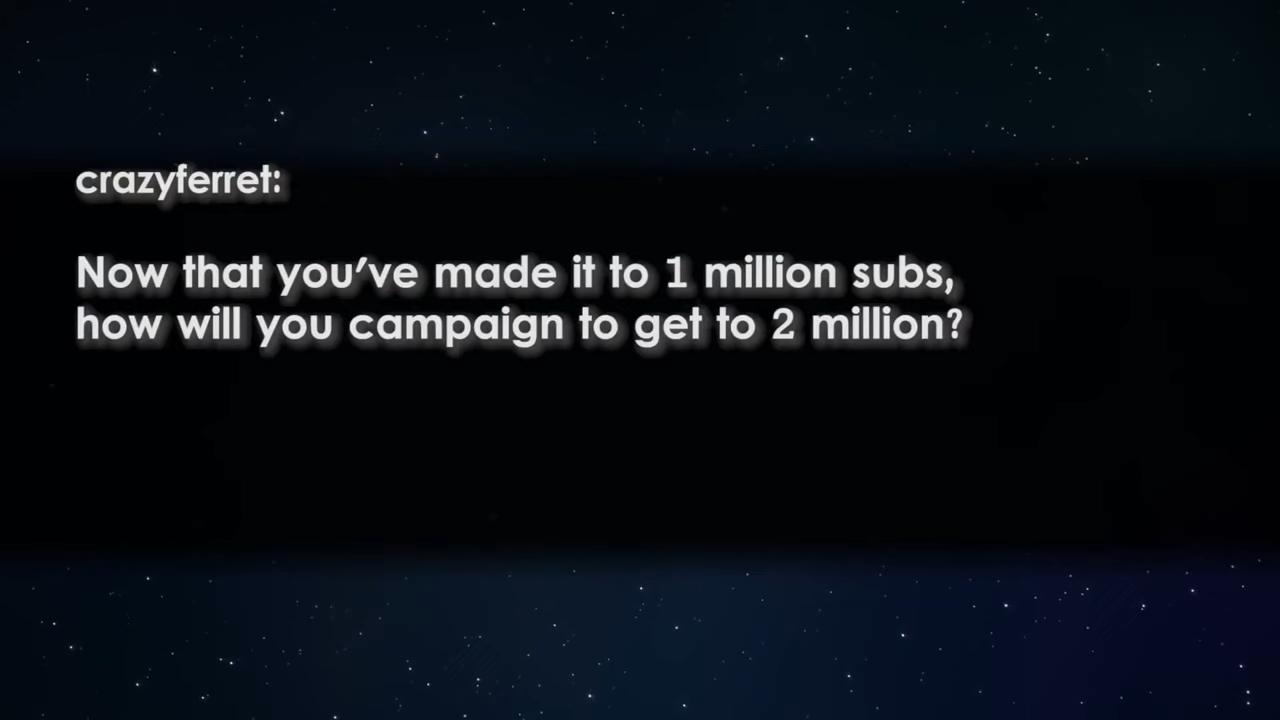 crazyferret:
Now that you've made it to 1 million subs,
how will you campaign to get to 2 million?